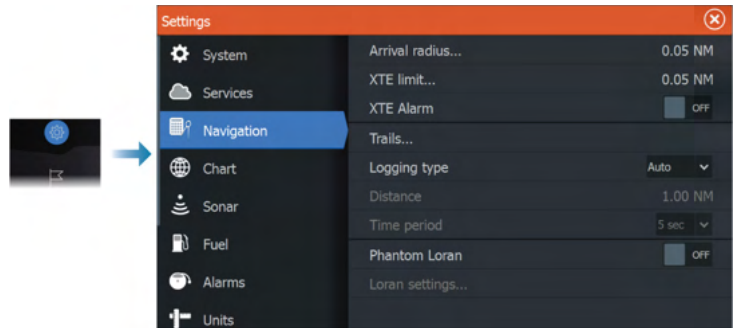 Settings
System
Services
Navigation
Chart
Sonar
Fuel
Alarms
Units
Arrival radius... 0.05 NM
XTE limit... 0.05 NM
XTE Alarm OFF
Trails...
Logging type Auto
Distance 1.00 NM
Time period 5 sec
Phantom Loran OFF
Loran settings...